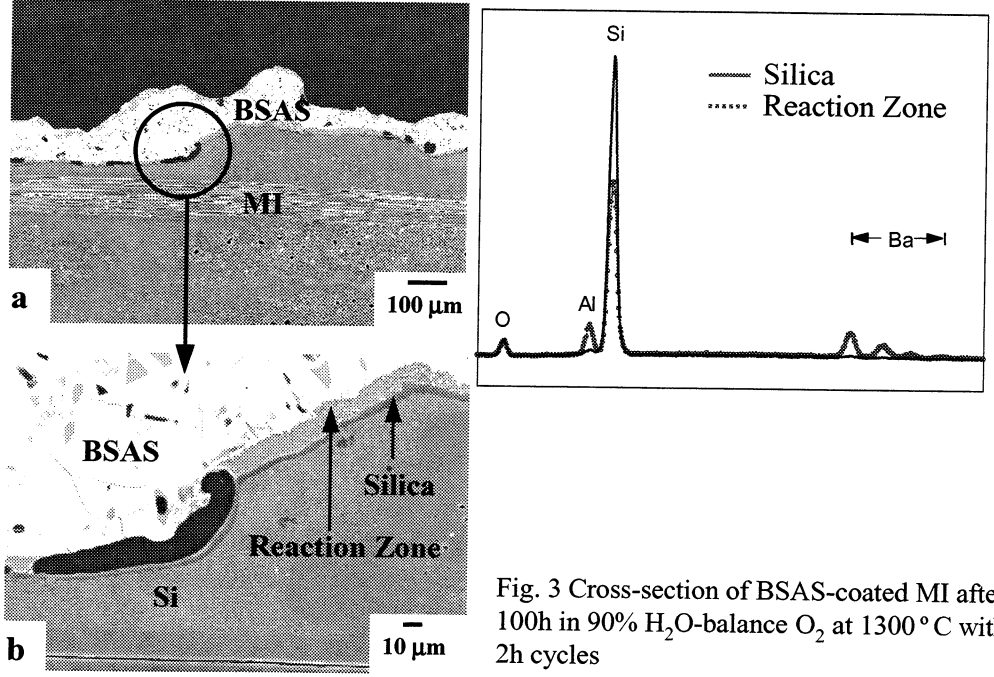 BSAS
MI
a
100 μm
BSAS
Silica
Reaction Zone
Si
10 μm
b
Si
Silica
Reaction Zone
Ba
Al
O
Fig. 3 Cross-section of BSAS-coated MI afte
100h in 90% H₂O-balance O₂ at 1300°C wit
2h cycles